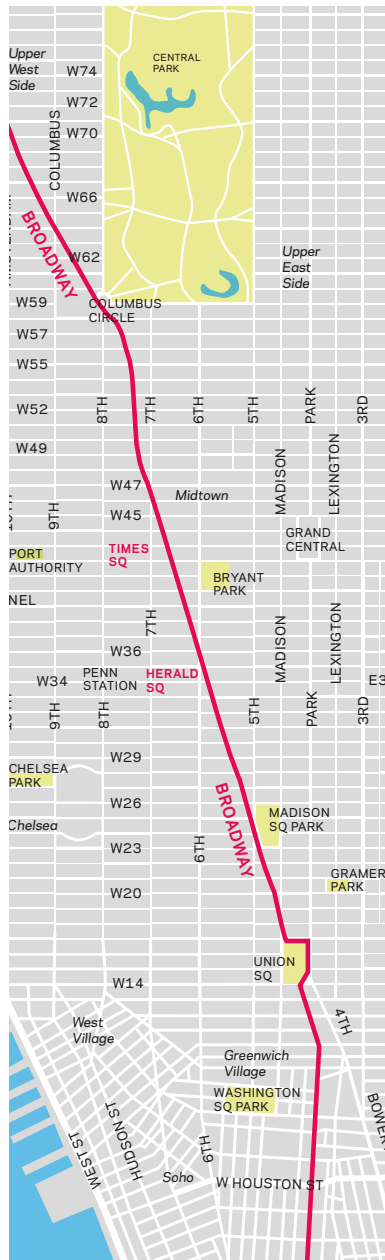 Upper
West
Side
CENTRAL
PARK
W74
W72
W70
COLUMBUS
W66
BROADWAY
W62
Upper
East
Side
W59
COLUMBUS
CIRCLE
W57
W55
W52
8TH
7TH
6TH
5TH
PARK
3RD
W49
MADISON
LEXINGTON
W47
Midtown
W45
9TH
GRAND
CENTRAL
PORT
AUTHORITY
TIMES
SQ
BRYANT
PARK
NEL
7TH
MADISON
LEXINGTON
W36
W34
PENN
STATION
HERALD
SQ
E3
9TH
8TH
5TH
PARK
3RD
W29
CHELSEA
PARK
W26
BROADWAY
MADISON
SQ PARK
Chelsea
W23
6TH
GRAMER
PARK
W20
UNION
SQ
W14
4TH
West
Village
Greenwich
Village
WASHINGTON
SQ PARK
BOWER
WEST ST
HUDSON ST
6TH
Soho
W HOUSTON ST